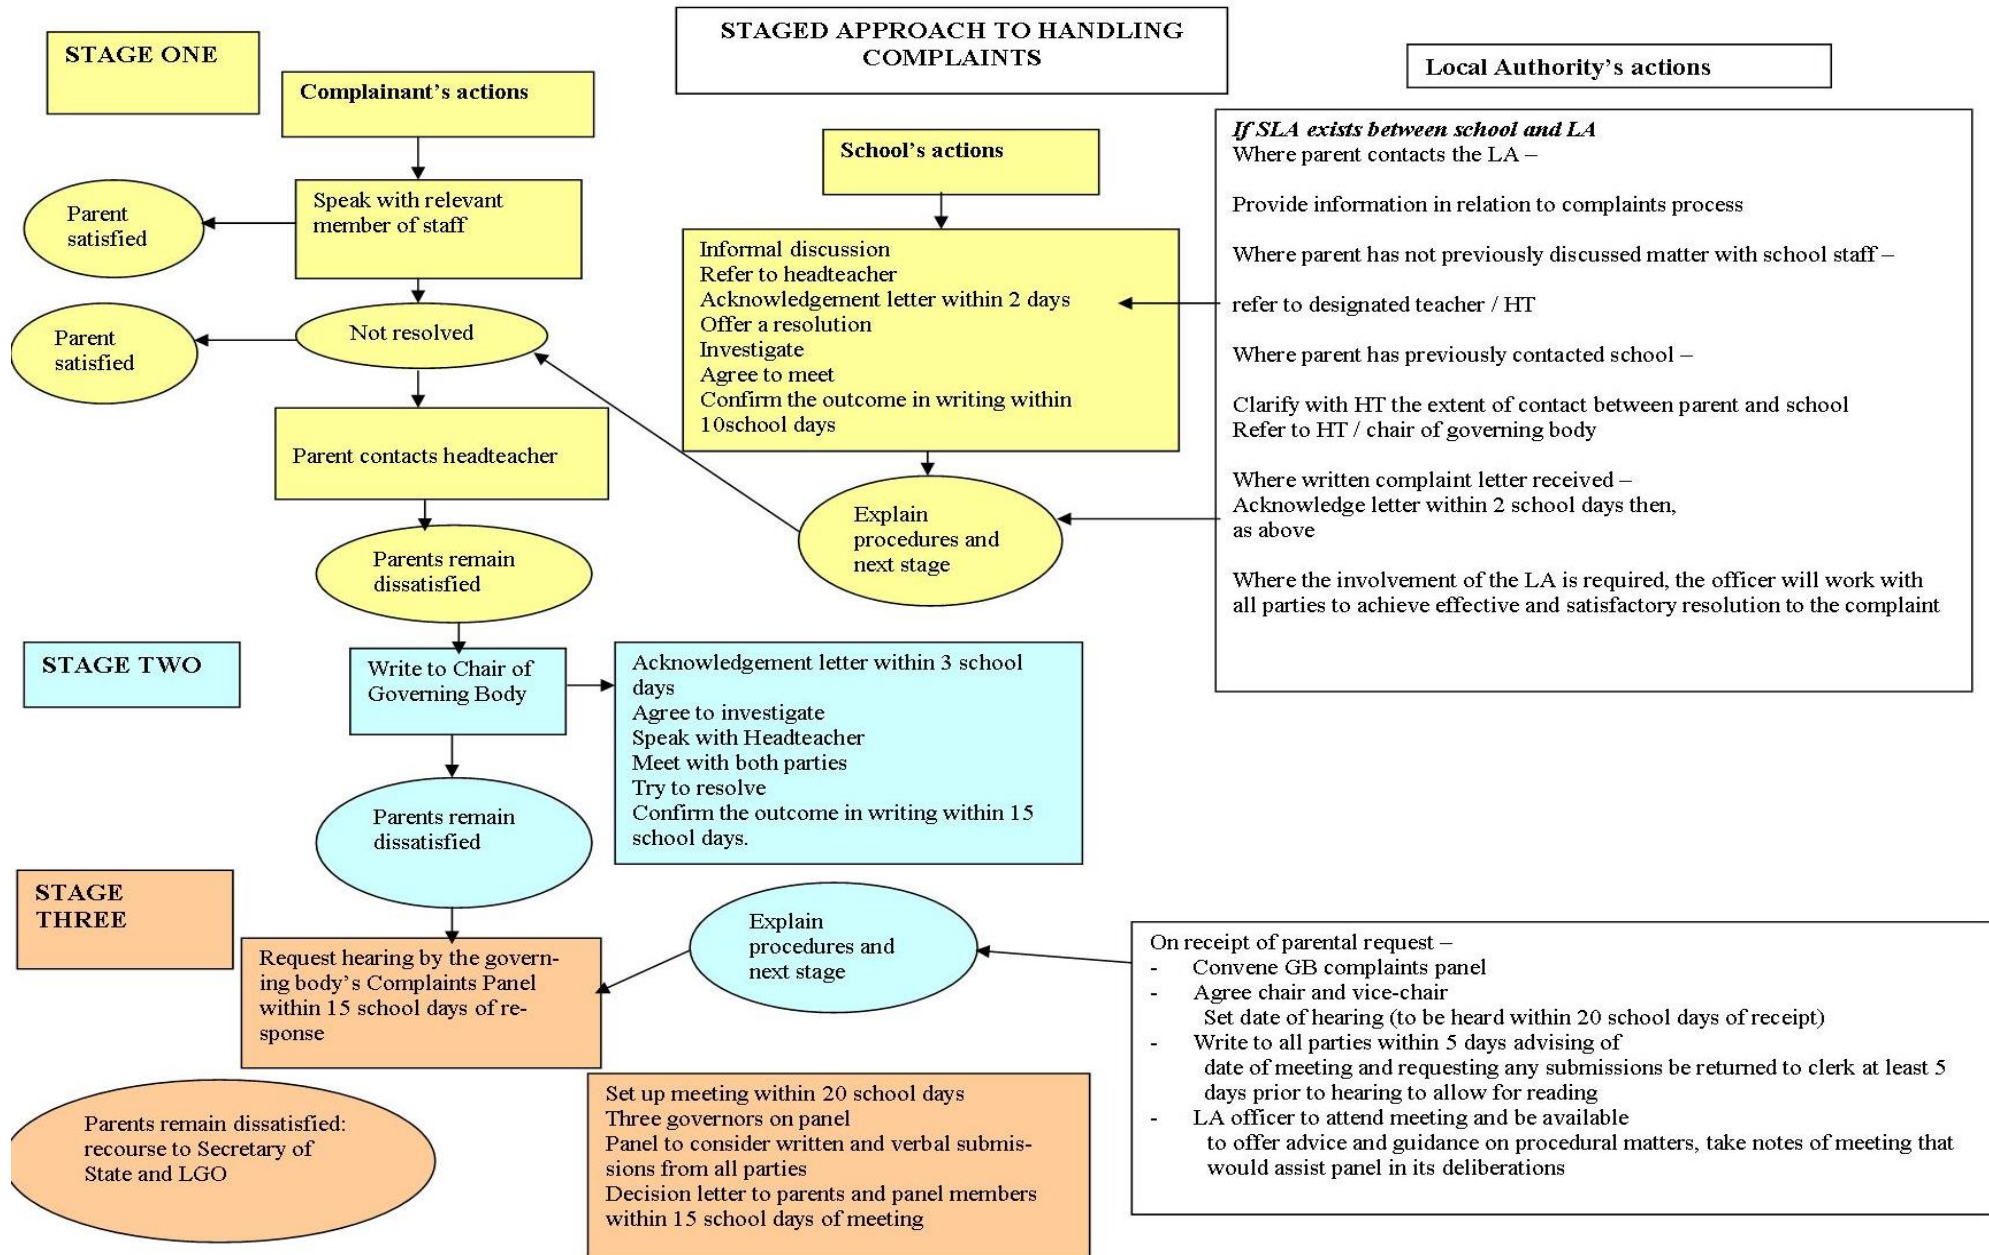 STAGED APPROACH TO HANDLING
COMPLAINTS
STAGE ONE
Complainant's actions
Speak with relevant
member of staff
Parent
satisfied
Not resolved
Parent
satisfied
Parent contacts headteacher
Parents remain
dissatisfied
School's actions
Informal discussion
Refer to headteacher
Acknowledgement letter within 2 days
Offer a resolution
Investigate
Agree to meet
Confirm the outcome in writing within
10school days
Explain
procedures and
next stage
Local Authority's actions
If SLA exists between school and LA
Where parent contacts the LA –
Provide information in relation to complaints process
Where parent has not previously discussed matter with school staff –
refer to designated teacher / HT
Where parent has previously contacted school –
Clarify with HT the extent of contact between parent and school
Refer to HT / chair of governing body
Where written complaint letter received –
Acknowledge letter within 2 school days then,
as above
Where the involvement of the LA is required, the officer will work with
all parties to achieve effective and satisfactory resolution to the complaint
STAGE TWO
Write to Chair of
Governing Body
Acknowledgement letter within 3 school
days
Agree to investigate
Speak with Headteacher
Meet with both parties
Try to resolve
Confirm the outcome in writing within 15
school days.
Parents remain
dissatisfied
Explain
procedures and
next stage
STAGE
THREE
Request hearing by the govern-
ing body's Complaints Panel
within 15 school days of re-
sponse
On receipt of parental request –
- Convene GB complaints panel
- Agree chair and vice-chair
Set date of hearing (to be heard within 20 school days of receipt)
- Write to all parties within 5 days advising of
date of meeting and requesting any submissions be returned to clerk at least 5
days prior to hearing to allow for reading
- LA officer to attend meeting and be available
to offer advice and guidance on procedural matters, take notes of meeting that
would assist panel in its deliberations
Set up meeting within 20 school days
Three governors on panel
Panel to consider written and verbal submis-
sions from all parties
Decision letter to parents and panel members
within 15 school days of meeting
Parents remain dissatisfied:
recourse to Secretary of
State and LGO